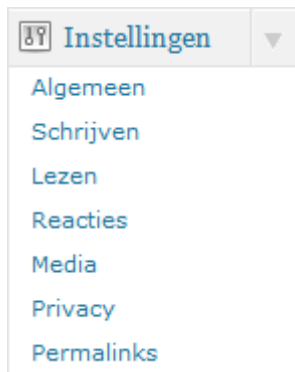 Instellingen
Algemeen
Schrijven
Lezen
Reacties
Media
Privacy
Permalinks